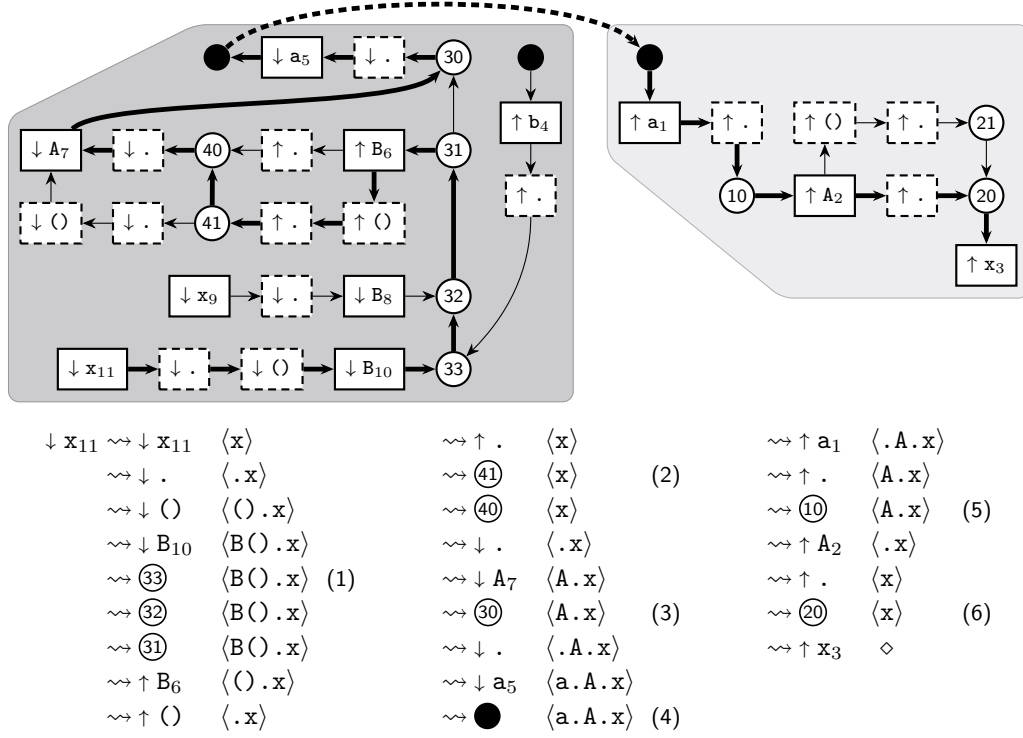 ↓ a₅ ↓ . 30
↑ a₁ ↑ . ↑ () ↑ . 21
↑ b₄
↓ A₇ ↓ . 40 ↑ . ↑ B₆ 31
↑ .
10 ↑ A₂ ↑ . 20
↓ () ↓ . 41 ↑ . ↑ ()
↑ x₃
↓ x₉ ↓ . ↓ B₈ 32
↓ x₁₁ ↓ . ↓ () ↓ B₁₀ 33
↓ x₁₁ ⇝ ↓ x₁₁ ⟨x⟩
⇝ ↓ . ⟨.x⟩
⇝ ↓ () ⟨().x⟩
⇝ ↓ B₁₀ ⟨B().x⟩
⇝ 33 ⟨B().x⟩ (1)
⇝ 32 ⟨B().x⟩
⇝ 31 ⟨B().x⟩
⇝ ↑ B₆ ⟨().x⟩
⇝ ↑ () ⟨.x⟩
⇝ ↑ . ⟨x⟩
⇝ 41 ⟨x⟩ (2)
⇝ 40 ⟨x⟩
⇝ ↓ . ⟨.x⟩
⇝ ↓ A₇ ⟨A.x⟩
⇝ 30 ⟨A.x⟩ (3)
⇝ ↓ . ⟨.A.x⟩
⇝ ↓ a₅ ⟨a.A.x⟩
⇝ ● ⟨a.A.x⟩ (4)
⇝ ↑ a₁ ⟨.A.x⟩
⇝ ↑ . ⟨A.x⟩
⇝ 10 ⟨A.x⟩ (5)
⇝ ↑ A₂ ⟨.x⟩
⇝ ↑ . ⟨x⟩
⇝ 20 ⟨x⟩ (6)
⇝ ↑ x₃ ⋄